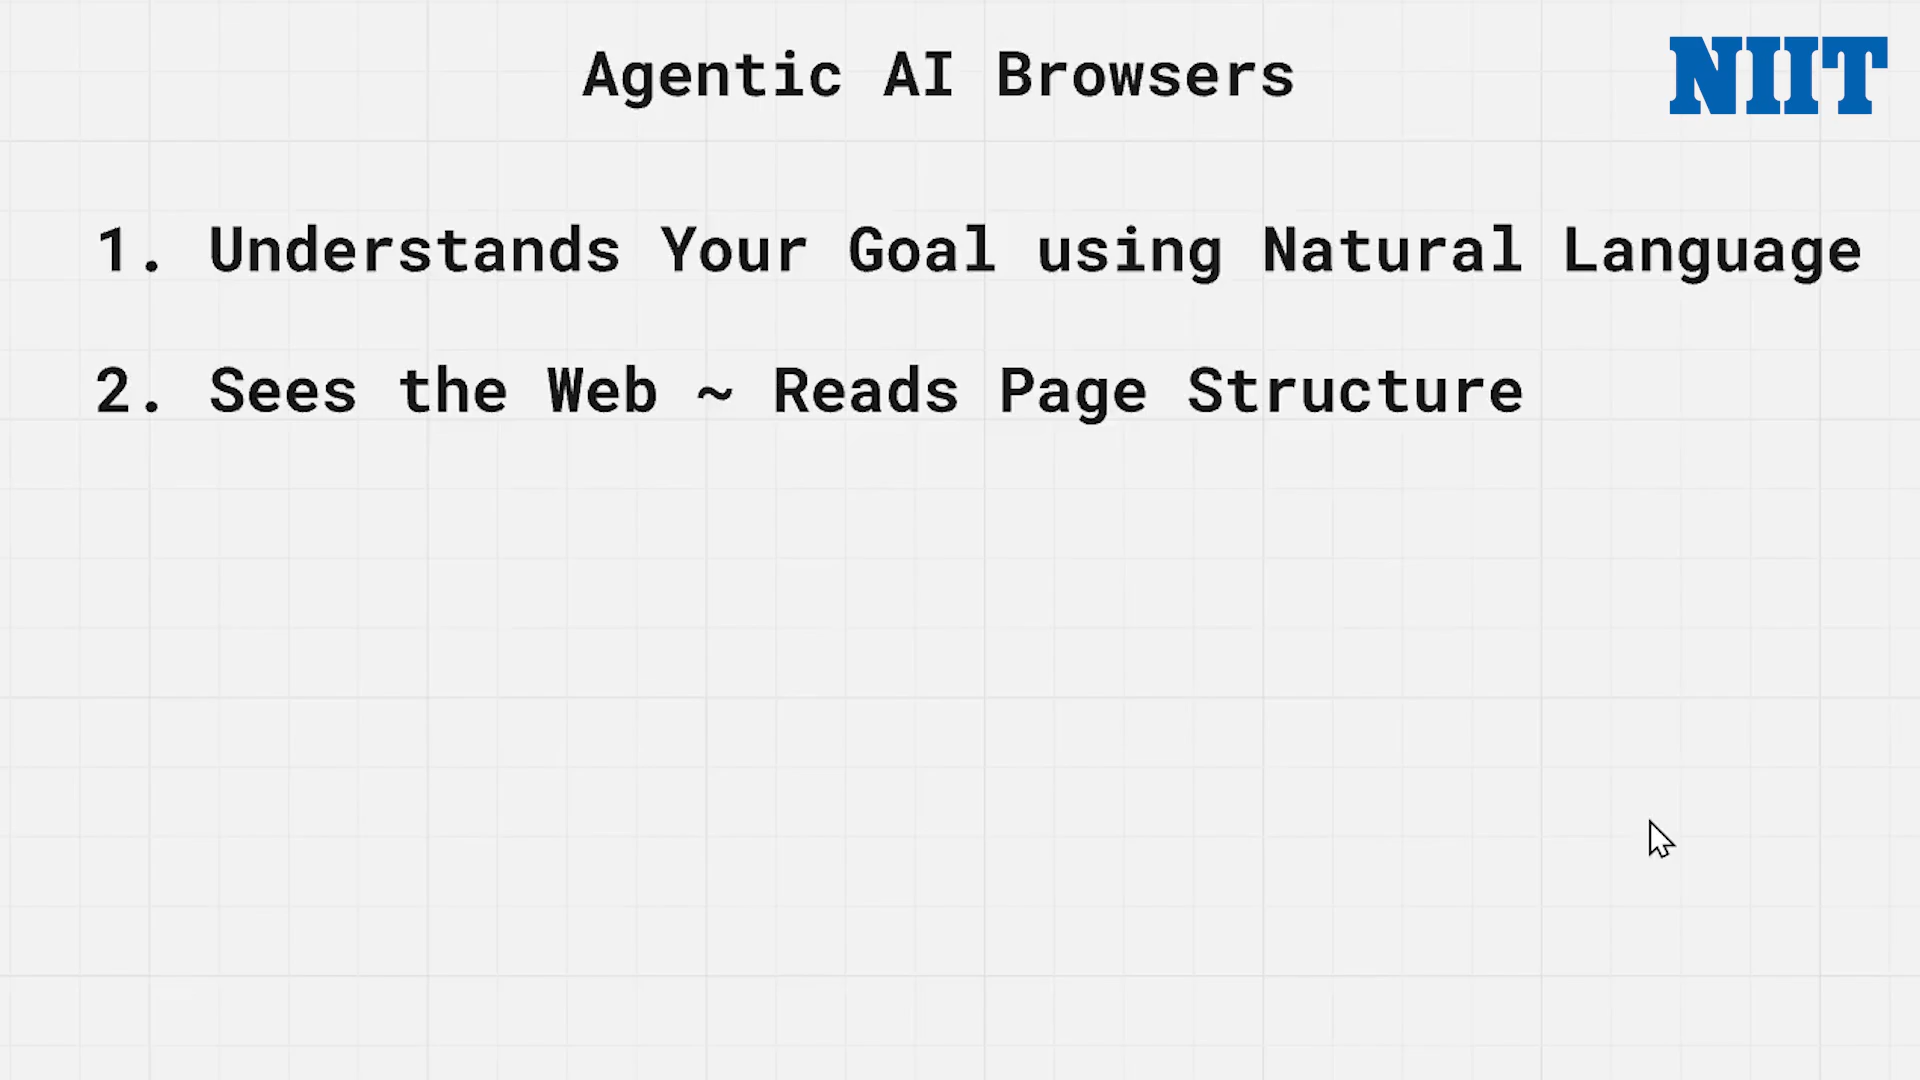 Agentic AI Browsers
NIIT
1. Understands Your Goal using Natural Language
2. Sees the Web ~ Reads Page Structure